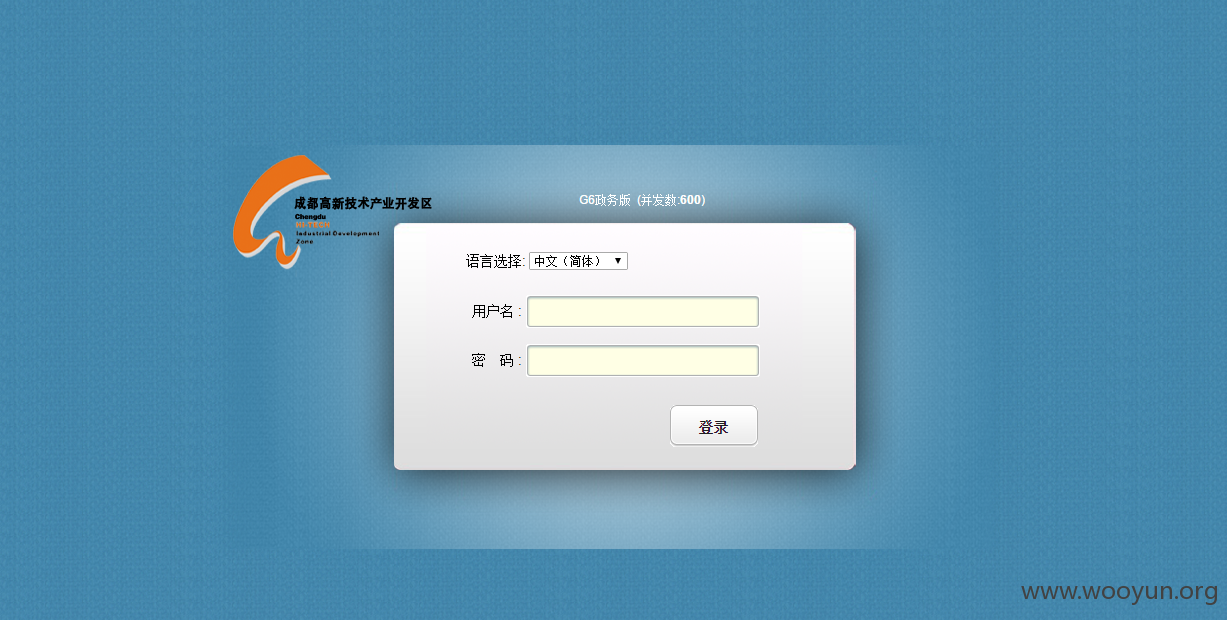 成都高新技术产业开发区
Chengdu
HI-TECH
Industrial Development
Zone
G6政务版 (并发数:600)
语言选择: 中文（简体）
用户名 :
密 码 :
登录
www.wooyun.org